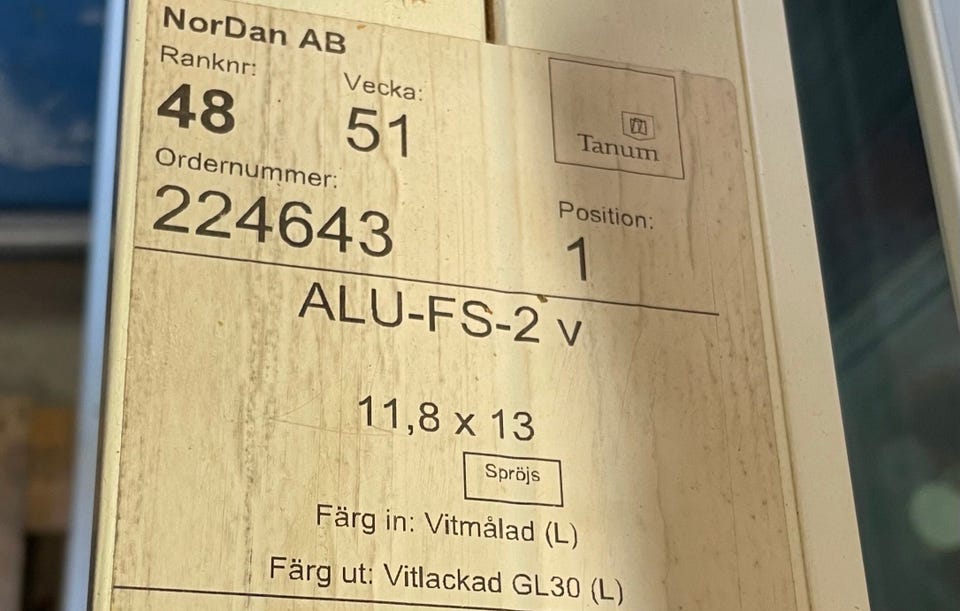 NorDan AB
Ranknr: Vecka:
48 51
Tanum
Ordernummer:
224643
Position:
1
ALU-FS-2 v
11,8 x 13
Spröjs
Färg in: Vitmålad (L)
Färg ut: Vitlackad GL30 (L)